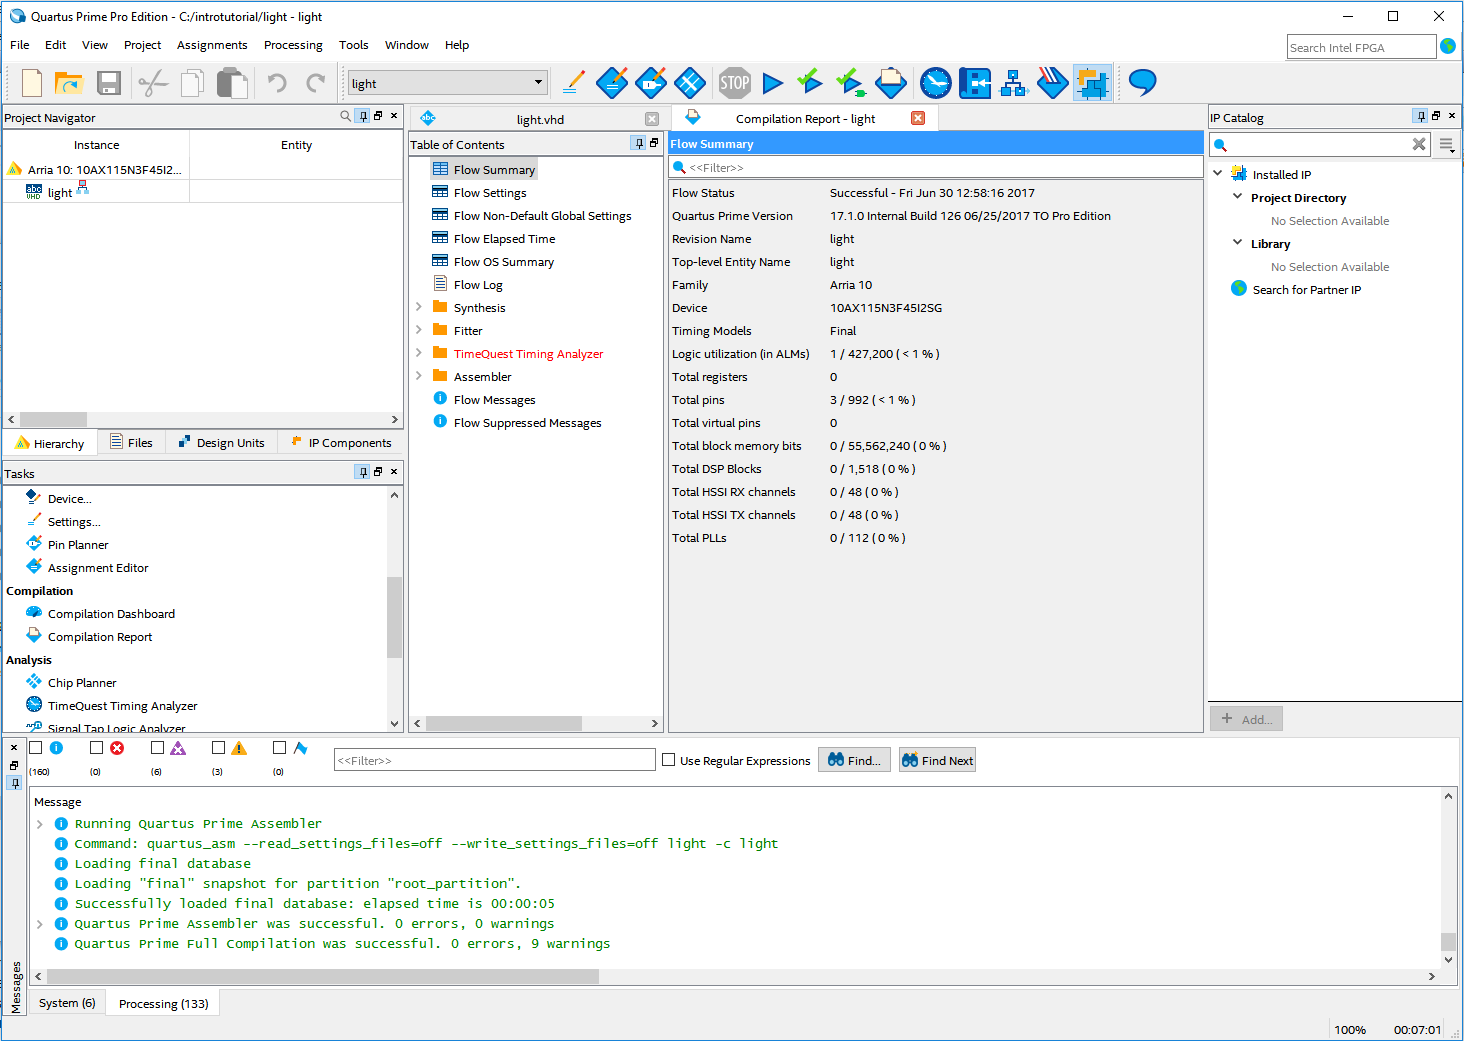 Quartus Prime Pro Edition - C:/introtutorial/light - light
File Edit View Project Assignments Processing Tools Window Help
Search Intel FPGA
light
STOP
Project Navigator
Instance Entity
Arria 10: 10AX115N3F45I2...
abc VHD light
Hierarchy Files Design Units IP Components
Tasks
Device...
Settings...
Pin Planner
Assignment Editor
Compilation
Compilation Dashboard
Compilation Report
Analysis
Chip Planner
TimeQuest Timing Analyzer
Signal Tap Logic Analyzer
abc light.vhd
Compilation Report - light
Table of Contents
Flow Summary
Flow Settings
Flow Non-Default Global Settings
Flow Elapsed Time
Flow OS Summary
Flow Log
Synthesis
Fitter
TimeQuest Timing Analyzer
Assembler
Flow Messages
Flow Suppressed Messages
Flow Summary
<<Filter>>
Flow Status Successful - Fri Jun 30 12:58:16 2017
Quartus Prime Version 17.1.0 Internal Build 126 06/25/2017 TO Pro Edition
Revision Name light
Top-level Entity Name light
Family Arria 10
Device 10AX115N3F45I2SG
Timing Models Final
Logic utilization (in ALMs) 1 / 427,200 ( < 1 % )
Total registers 0
Total pins 3 / 992 ( < 1 % )
Total virtual pins 0
Total block memory bits 0 / 55,562,240 ( 0 % )
Total DSP Blocks 0 / 1,518 ( 0 % )
Total HSSI RX channels 0 / 48 ( 0 % )
Total HSSI TX channels 0 / 48 ( 0 % )
Total PLLs 0 / 112 ( 0 % )
IP Catalog
Installed IP
Project Directory
No Selection Available
Library
No Selection Available
Search for Partner IP
+ Add...
(160) (0) (6) (3) (0)
<<Filter>>
Use Regular Expressions
Find...
Find Next
Message
Running Quartus Prime Assembler
Command: quartus_asm --read_settings_files=off --write_settings_files=off light -c light
Loading final database
Loading "final" snapshot for partition "root_partition".
Successfully loaded final database: elapsed time is 00:00:05
Quartus Prime Assembler was successful. 0 errors, 0 warnings
Quartus Prime Full Compilation was successful. 0 errors, 9 warnings
Messages
System (6) Processing (133)
100% 00:07:01